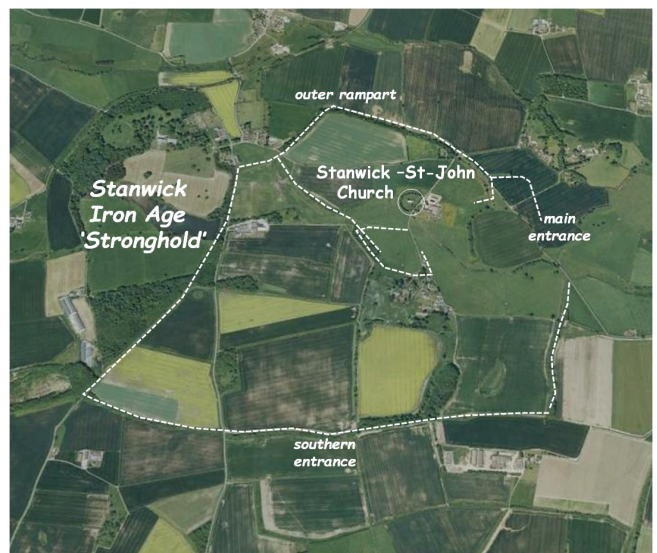 outer rampart
Stanwick -St-John
Church
Stanwick
Iron Age
'Stronghold'
main
entrance
southern
entrance